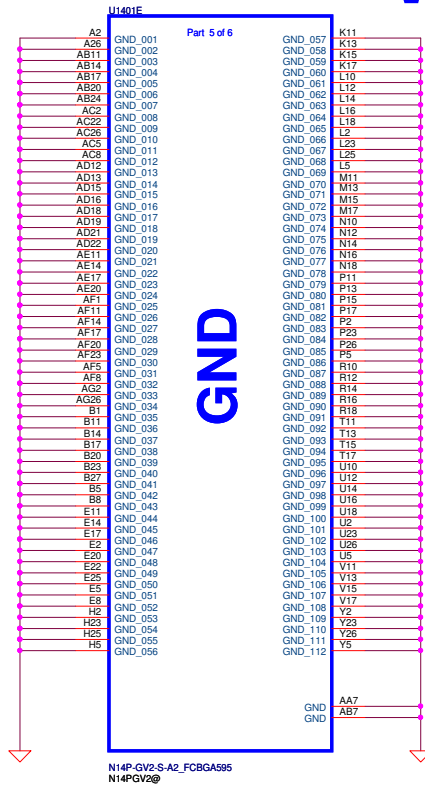 U1401E
Part 5 of 6
A2 GND_001 GND_057 K11
A26 GND_002 GND_058 K13
AB11 GND_003 GND_059 K15
AB14 GND_004 GND_060 K17
AB17 GND_005 GND_061 L10
AB20 GND_006 GND_062 L12
AB24 GND_007 GND_063 L14
AC2 GND_008 GND_064 L16
AC22 GND_009 GND_065 L18
AC26 GND_010 GND_066 L2
AC5 GND_011 GND_067 L23
AC8 GND_012 GND_068 L25
AD12 GND_013 GND_069 L5
AD13 GND_014 GND_070 M11
AD15 GND_015 GND_071 M13
AD16 GND_016 GND_072 M15
AD18 GND_017 GND_073 M17
AD19 GND_018 GND_074 N10
AD21 GND_019 GND_075 N12
AD22 GND_020 GND_076 N14
AE11 GND_021 GND_077 N16
AE14 GND_022 GND_078 N18
AE17 GND_023 GND_079 P11
AE20 GND_024 GND_080 P13
AF1 GND_025 GND_081 P15
AF11 GND_026 GND_082 P17
AF14 GND_027 GND_083 P2
AF17 GND_028 GND_084 P23
AF20 GND_029 GND_085 P26
AF23 GND_030 GND_086 P5
AF5 GND_031 GND_087 R10
AF8 GND_032 GND_088 R12
AG2 GND_033 GND_089 R14
AG26 GND_034 GND_090 R16
B1 GND_035 GND_091 R18
B11 GND_036 GND_092 T11
B14 GND_037 GND_093 T13
B17 GND_038 GND_094 T15
B20 GND_039 GND_095 T17
B23 GND_040 GND_096 U10
B27 GND_041 GND_097 U12
B5 GND_042 GND_098 U14
B8 GND_043 GND_099 U16
E11 GND_044 GND_100 U18
E14 GND_045 GND_101 U2
E17 GND_046 GND_102 U23
E2 GND_047 GND_103 U26
E20 GND_048 GND_104 U5
E22 GND_049 GND_105 V11
E25 GND_050 GND_106 V13
E5 GND_051 GND_107 V15
E8 GND_052 GND_108 V17
H2 GND_053 GND_109 Y2
H23 GND_054 GND_110 Y23
H25 GND_055 GND_111 Y26
H5 GND_056 GND_112 Y5
GND
GND AA7
GND AB7
N14P-GV2-S-A2_FCBGA595
N14PGV2@